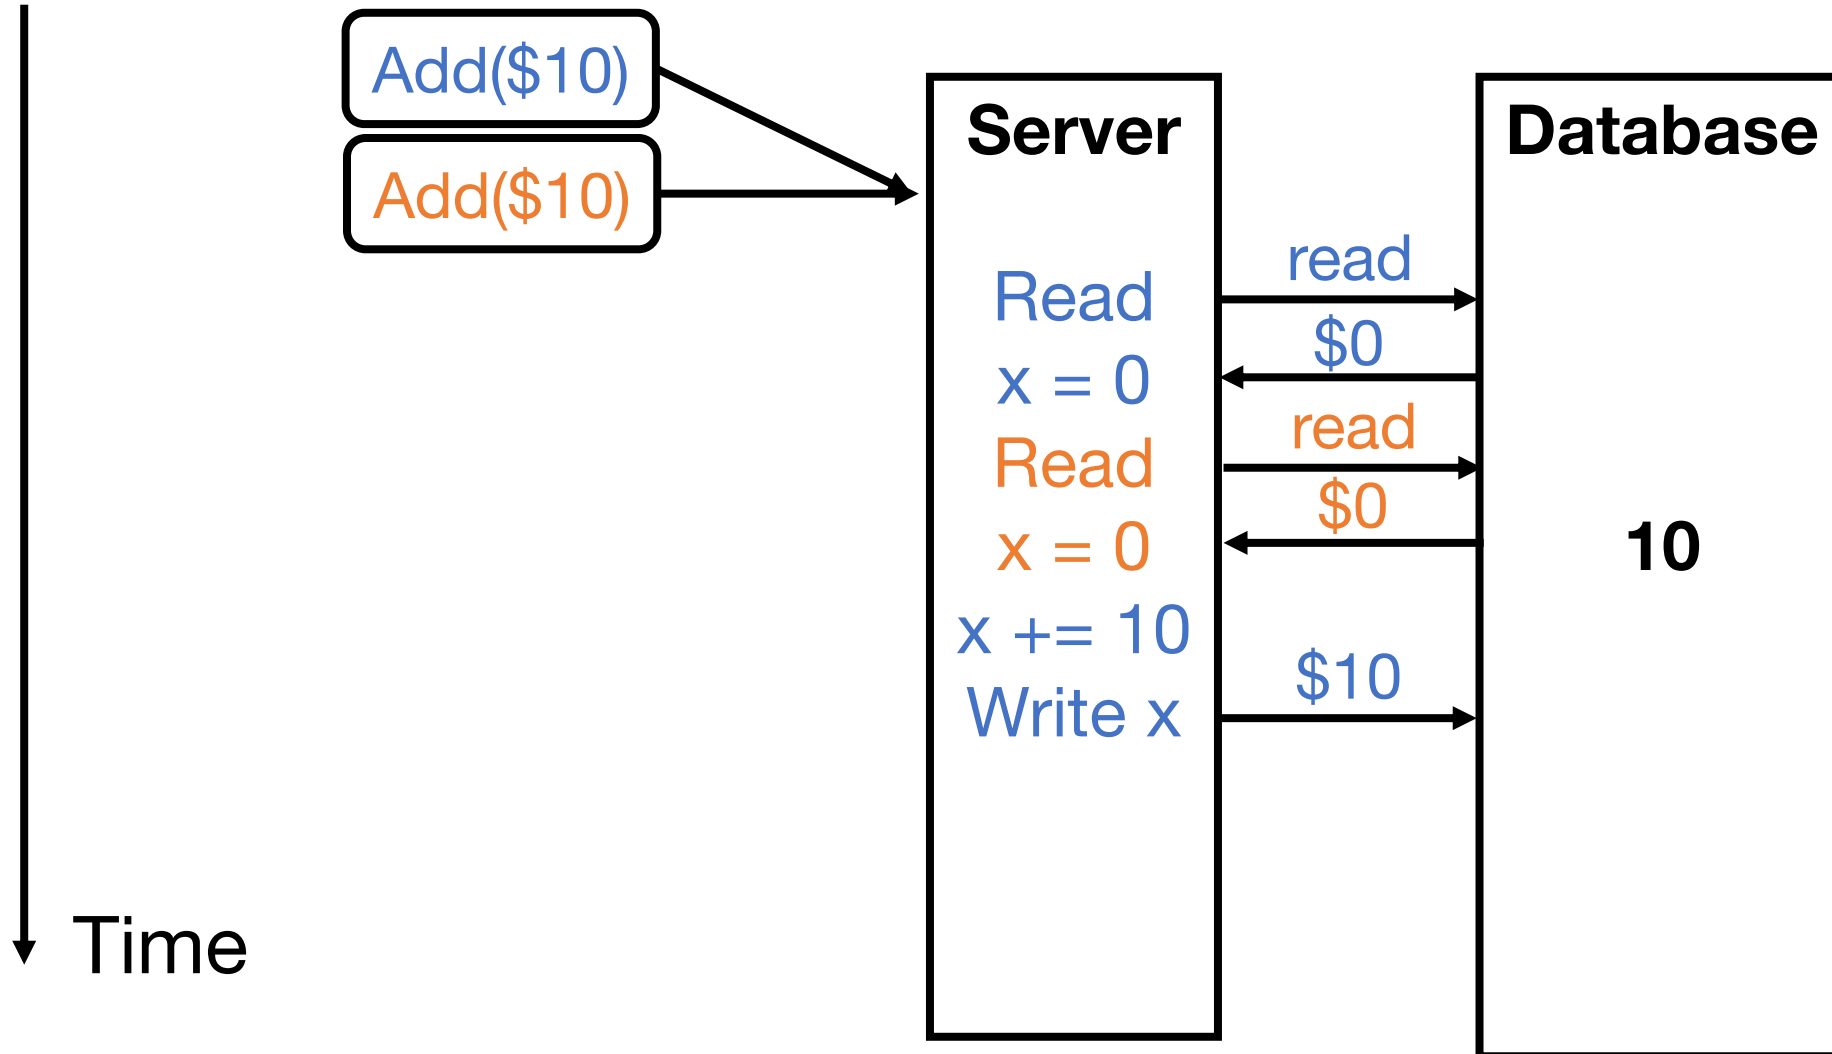 Add($10)
Add($10)
Server
Database
read
Read
$0
x = 0
read
Read
$0
x = 0
10
x += 10
$10
Write x
Time